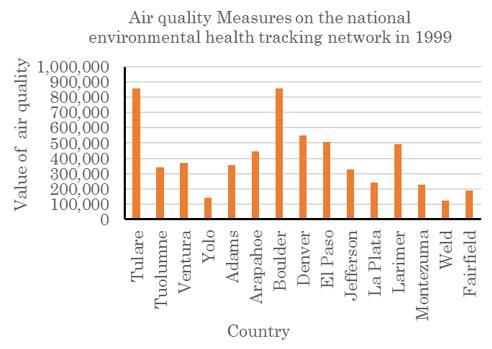 Air quality Measures on the national
environmental health tracking network in 1999
Value of air quality
1,000,000
900,000
800,000
700,000
600,000
500,000
400,000
300,000
200,000
100,000
0
Tulare
Tuolumne
Ventura
Yolo
Adams
Arapahoe
Boulder
Denver
El Paso
Jefferson
La Plata
Larimer
Montezuma
Weld
Fairfield
Country